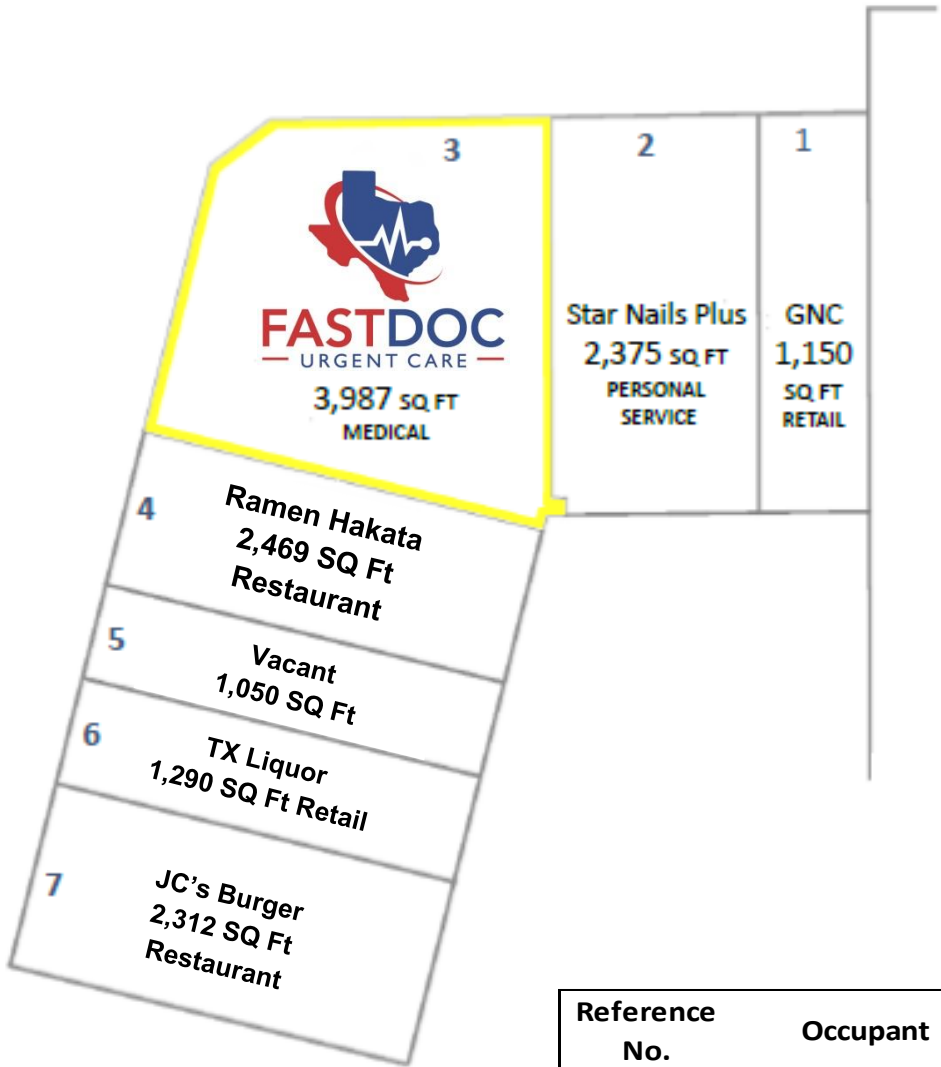 3
FASTDOC
URGENT CARE
3,987 SQ FT
MEDICAL
2
Star Nails Plus
2,375 SQ FT
PERSONAL
SERVICE
1
GNC
1,150
SQ FT
RETAIL
4
Ramen Hakata
2,469 SQ Ft
Restaurant
5
Vacant
1,050 SQ Ft
6
TX Liquor
1,290 SQ Ft Retail
7
JC’s Burger
2,312 SQ Ft
Restaurant
Reference
No.
Occupant